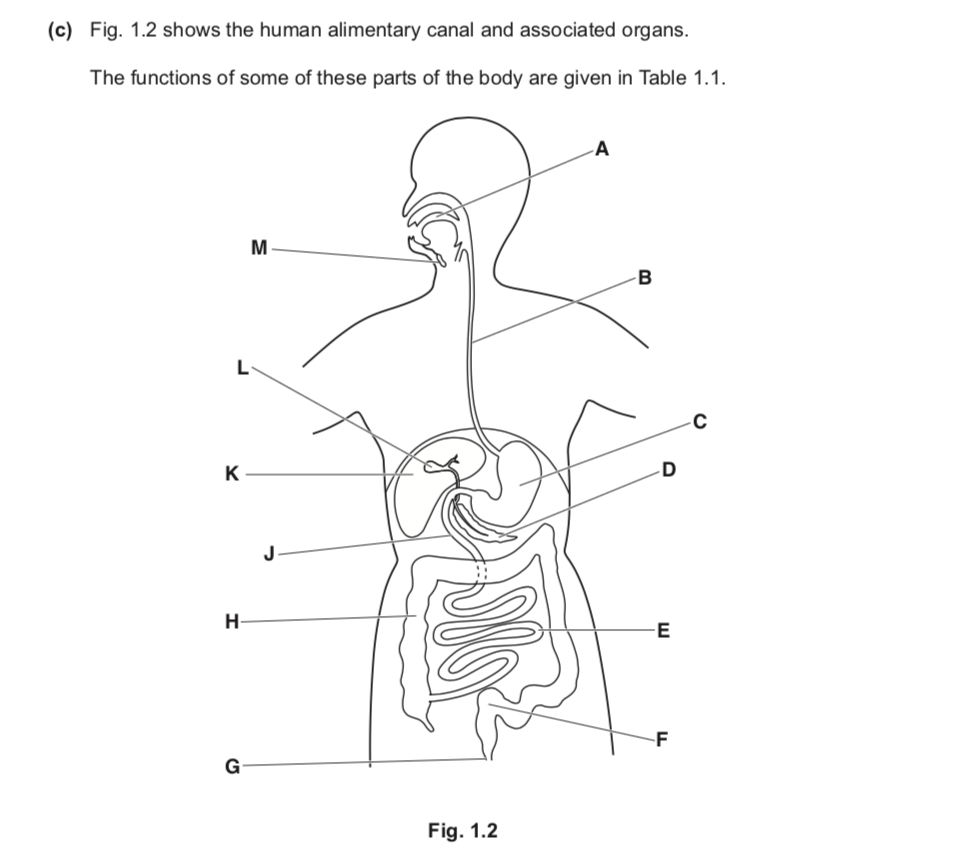 (c) Fig. 1.2 shows the human alimentary canal and associated organs.
The functions of some of these parts of the body are given in Table 1.1.
A
M
B
L
C
D
K
J
H
E
F
G
Fig. 1.2